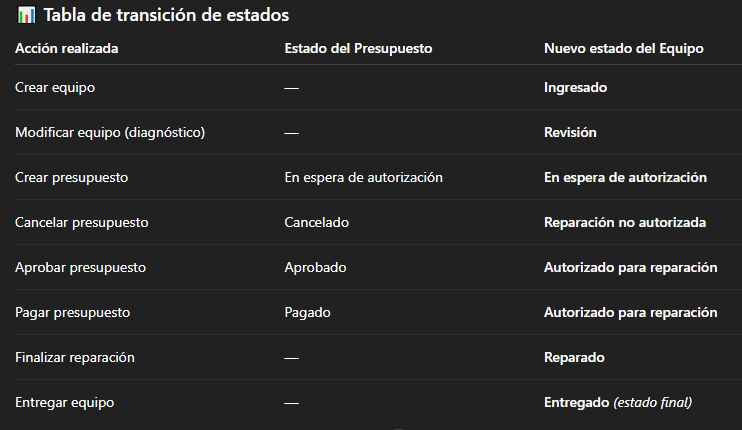 📊 Tabla de transición de estados
Acción realizada Estado del Presupuesto Nuevo estado del Equipo
Crear equipo — Ingresado
Modificar equipo (diagnóstico) — Revisión
Crear presupuesto En espera de autorización En espera de autorización
Cancelar presupuesto Cancelado Reparación no autorizada
Aprobar presupuesto Aprobado Autorizado para reparación
Pagar presupuesto Pagado Autorizado para reparación
Finalizar reparación — Reparado
Entregar equipo — Entregado (estado final)